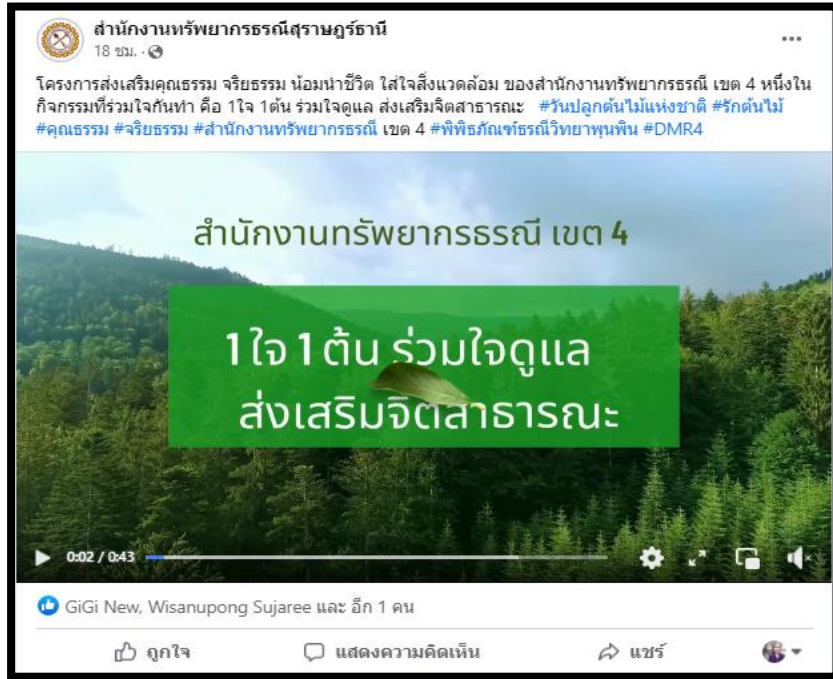 สำนักงานทรัพยากรธรณีสุราษฎร์ธานี
18 ชม. ·
โครงการส่งเสริมคุณธรรม จริยธรรม น้อมนำชีวิต ใส่ใจสิ่งแวดล้อม ของสำนักงานทรัพยากรธรณี เขต 4 หนึ่งใน
กิจกรรมที่ร่วมใจกันทำ คือ 1ใจ 1ต้น ร่วมใจดูแล ส่งเสริมจิตสาธารณะ #วันปลูกต้นไม้แห่งชาติ #รักต้นไม้
#คุณธรรม #จริยธรรม #สำนักงานทรัพยากรธรณี เขต 4 #พิพิธภัณฑ์ธรณีวิทยาพุนพิน #DMR4
สำนักงานทรัพยากรธรณี เขต 4
1 ใจ 1 ต้น ร่วมใจดูแล
ส่งเสริมจิตสาธารณะ
0:02 / 0:43
GiGi New, Wisanupong Sujaree และ อีก 1 คน
ถูกใจ แสดงความคิดเห็น แชร์